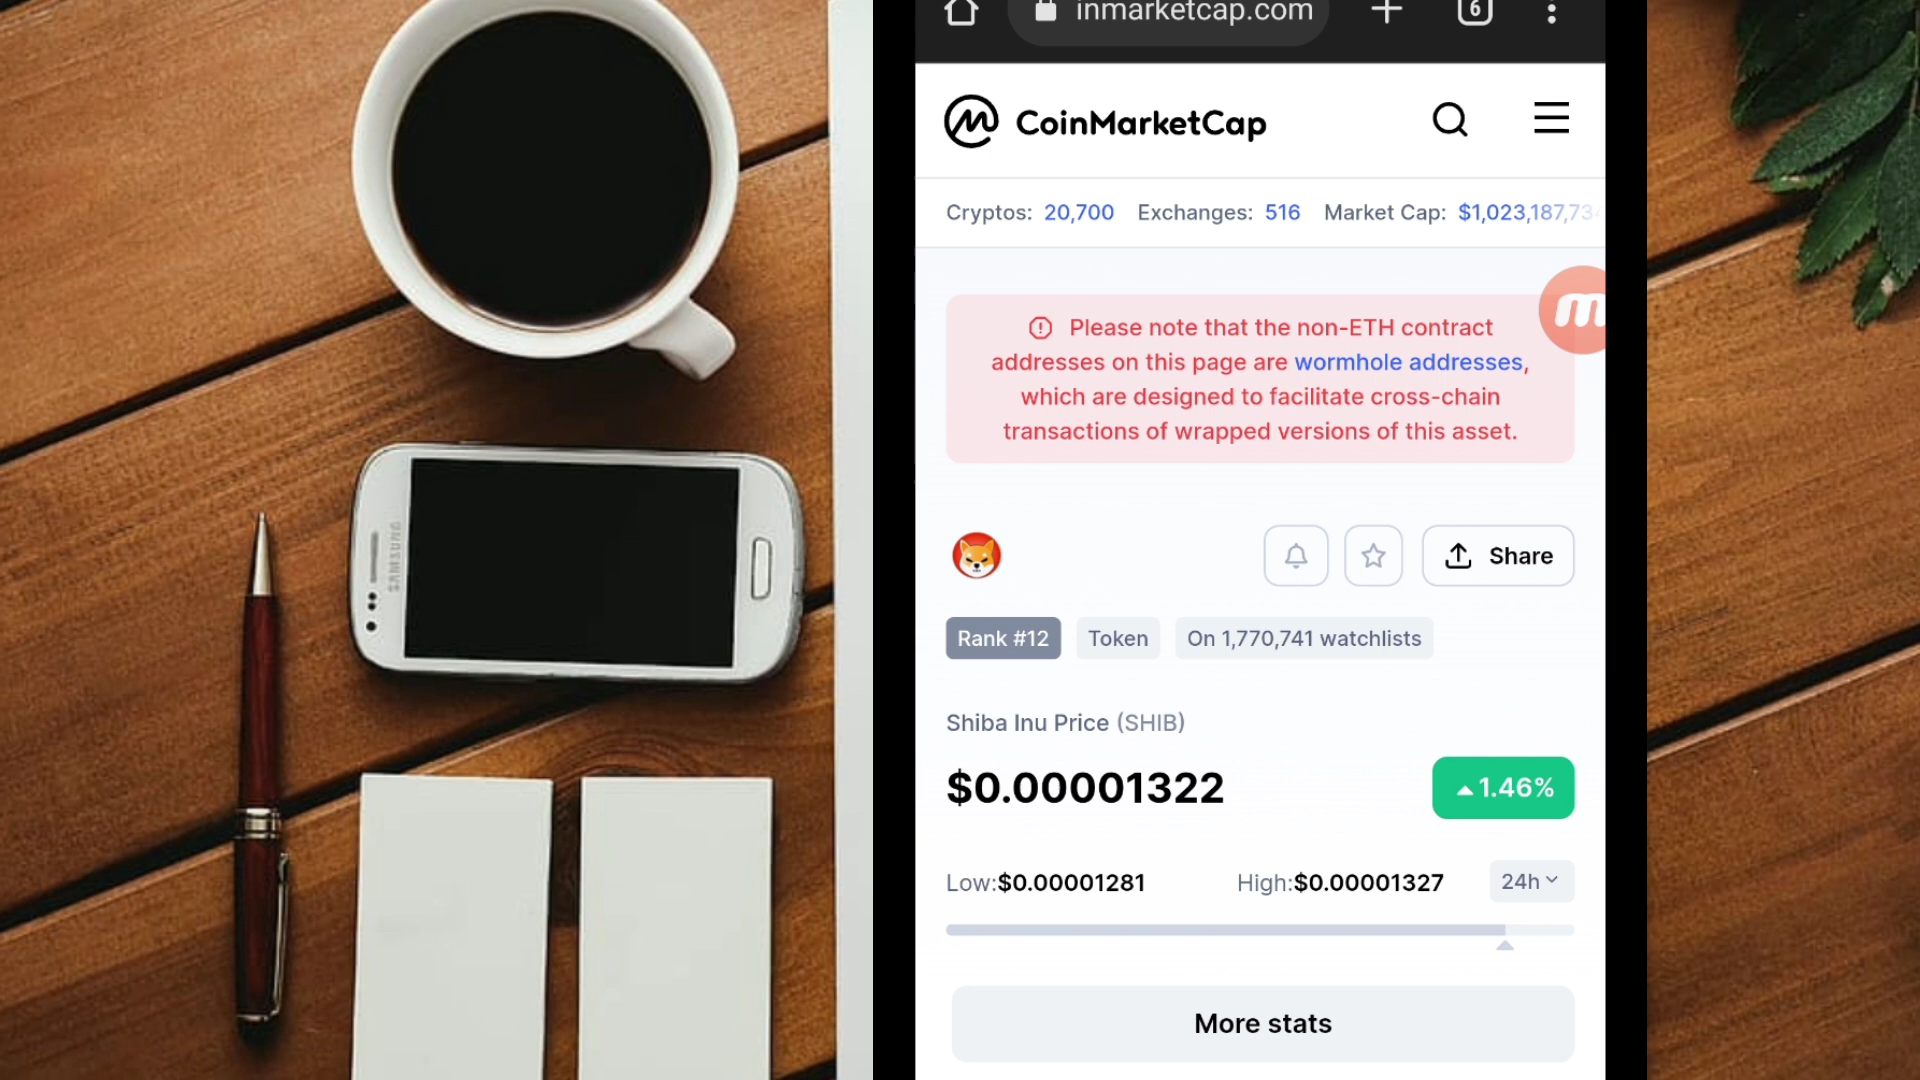 SAMSUNG
inmarketcap.com
6
CoinMarketCap
Cryptos: 20,700 Exchanges: 516 Market Cap: $1,023,187,73
Please note that the non-ETH contract
addresses on this page are wormhole addresses,
which are designed to facilitate cross-chain
transactions of wrapped versions of this asset.
Share
Rank #12 Token On 1,770,741 watchlists
Shiba Inu Price (SHIB)
$0.00001322 1.46%
Low:$0.00001281 High:$0.00001327 24h
More stats